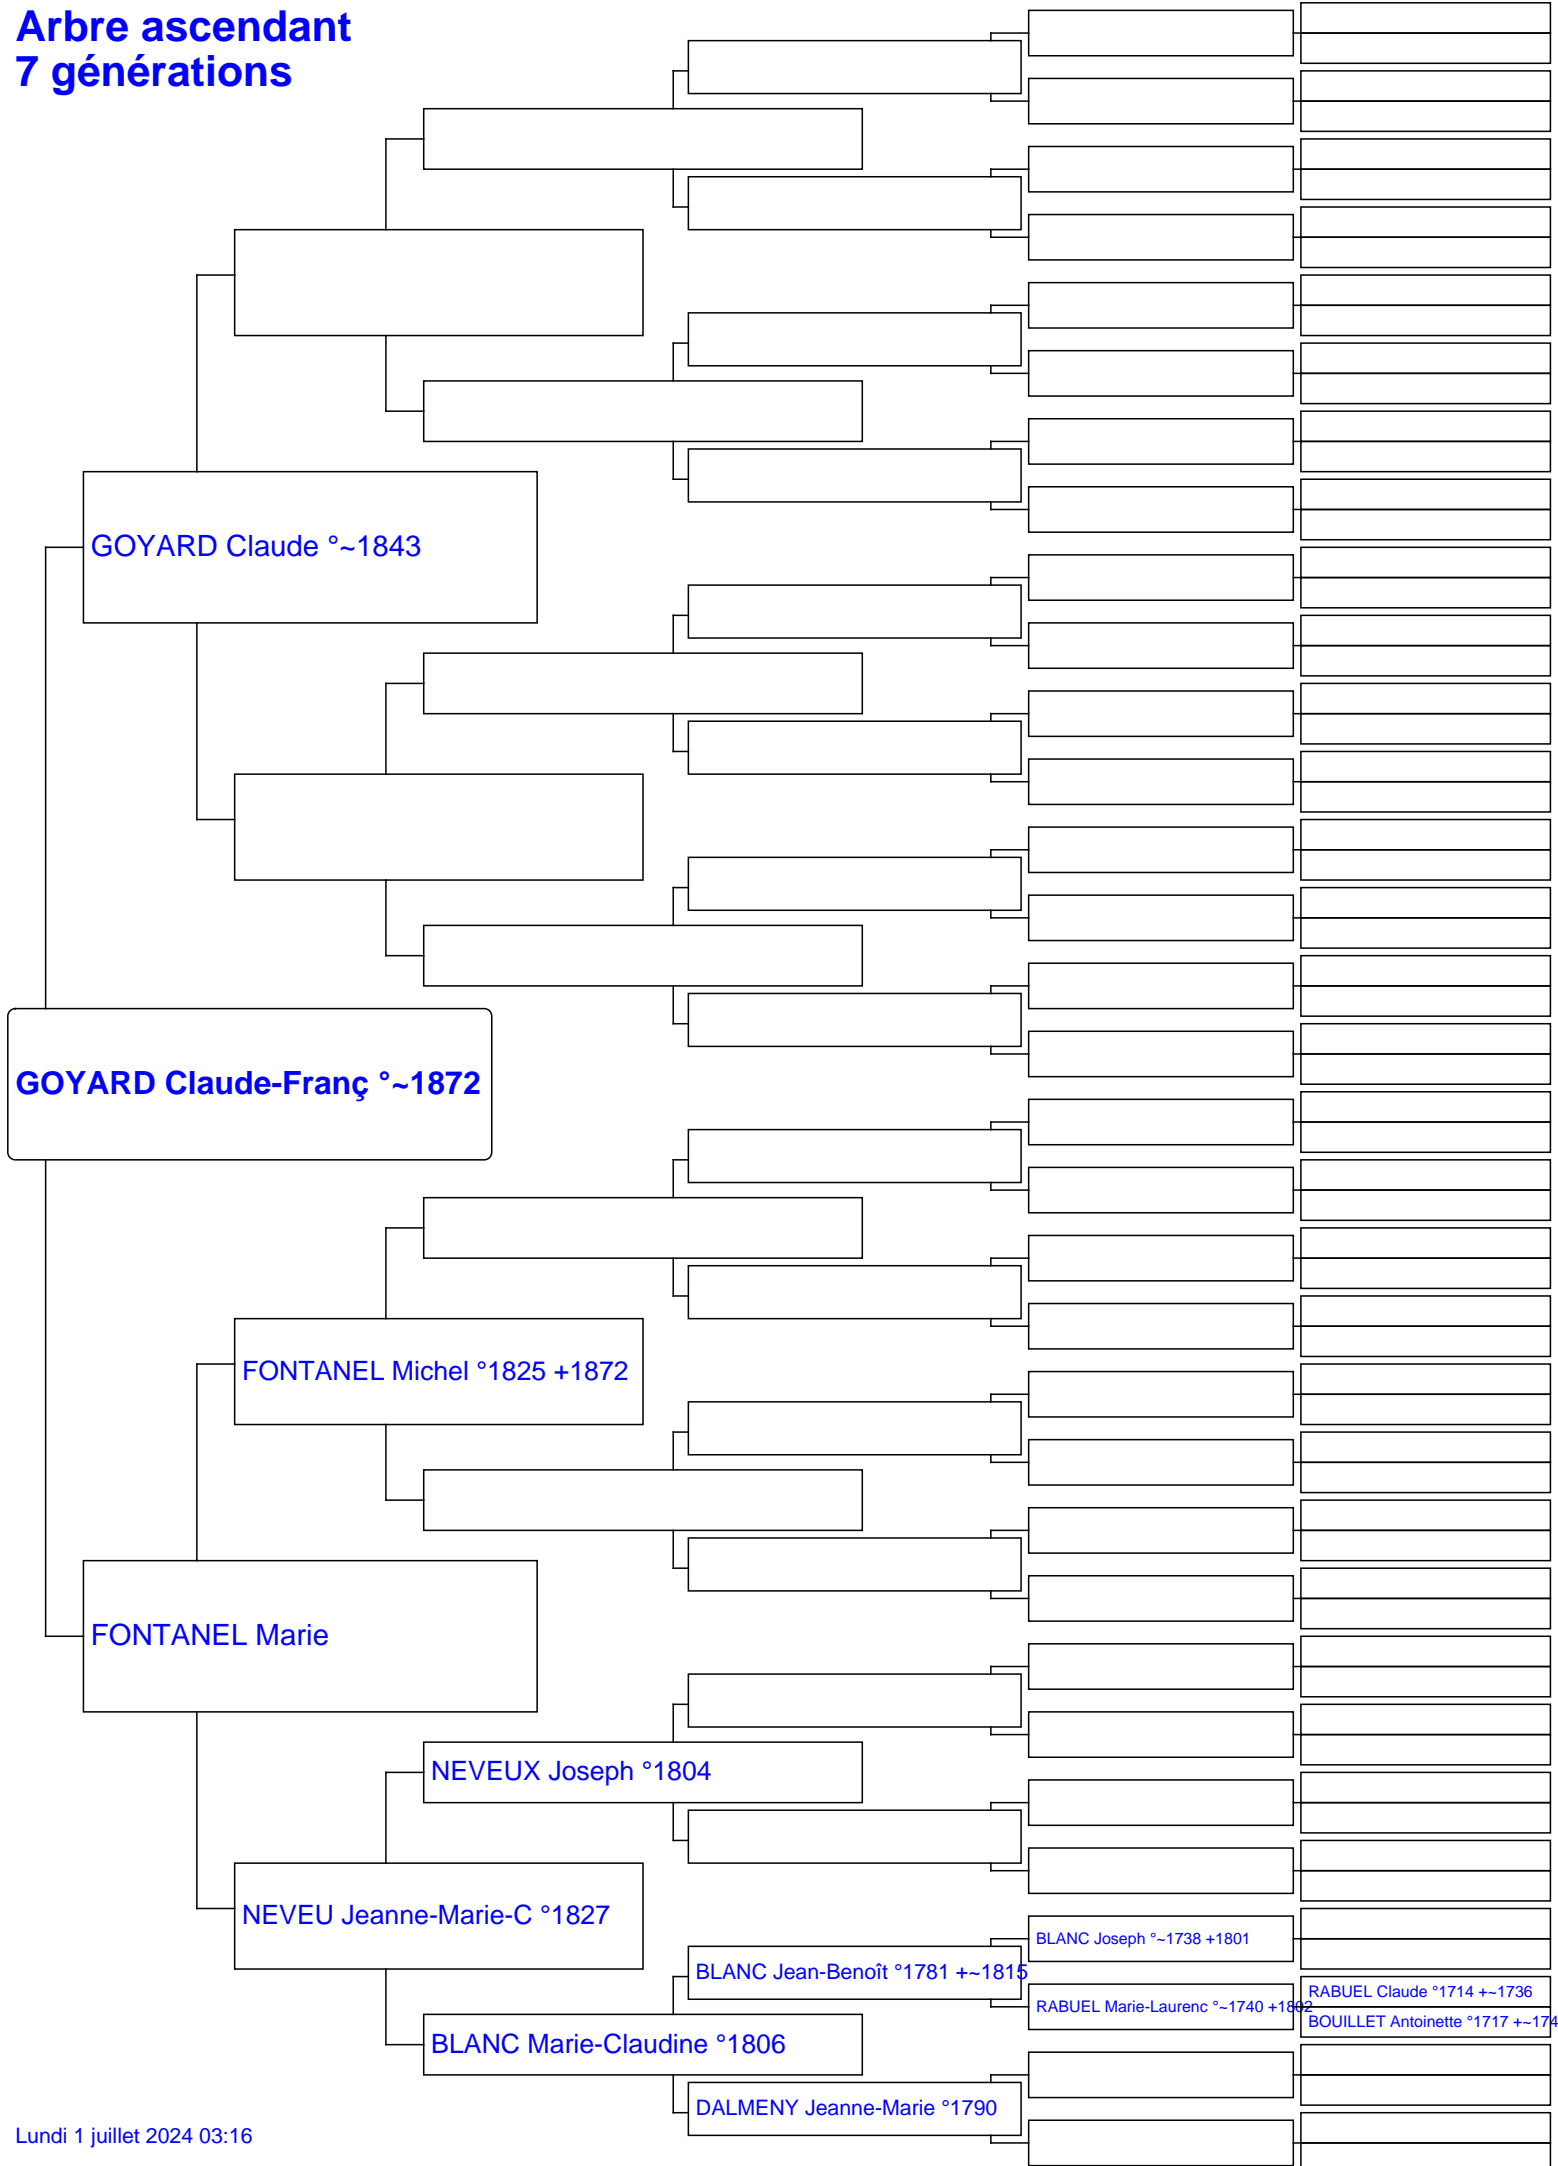 Arbre ascendant
7 générations
GOYARD Claude °~1843
GOYARD Claude-Franç °~1872
FONTANEL Michel °1825 +1872
FONTANEL Marie
NEVEUX Joseph °1804
NEVEU Jeanne-Marie-C °1827
BLANC Joseph °~1738 +1801
BLANC Jean-Benoît °1781 +~1815
RABUEL Claude °1714 +~1736
RABUEL Marie-Laurenc °~1740 +1802
BOUILLET Antoinette °1717 +~174
BLANC Marie-Claudine °1806
DALMENY Jeanne-Marie °1790
Lundi 1 juillet 2024 03:16